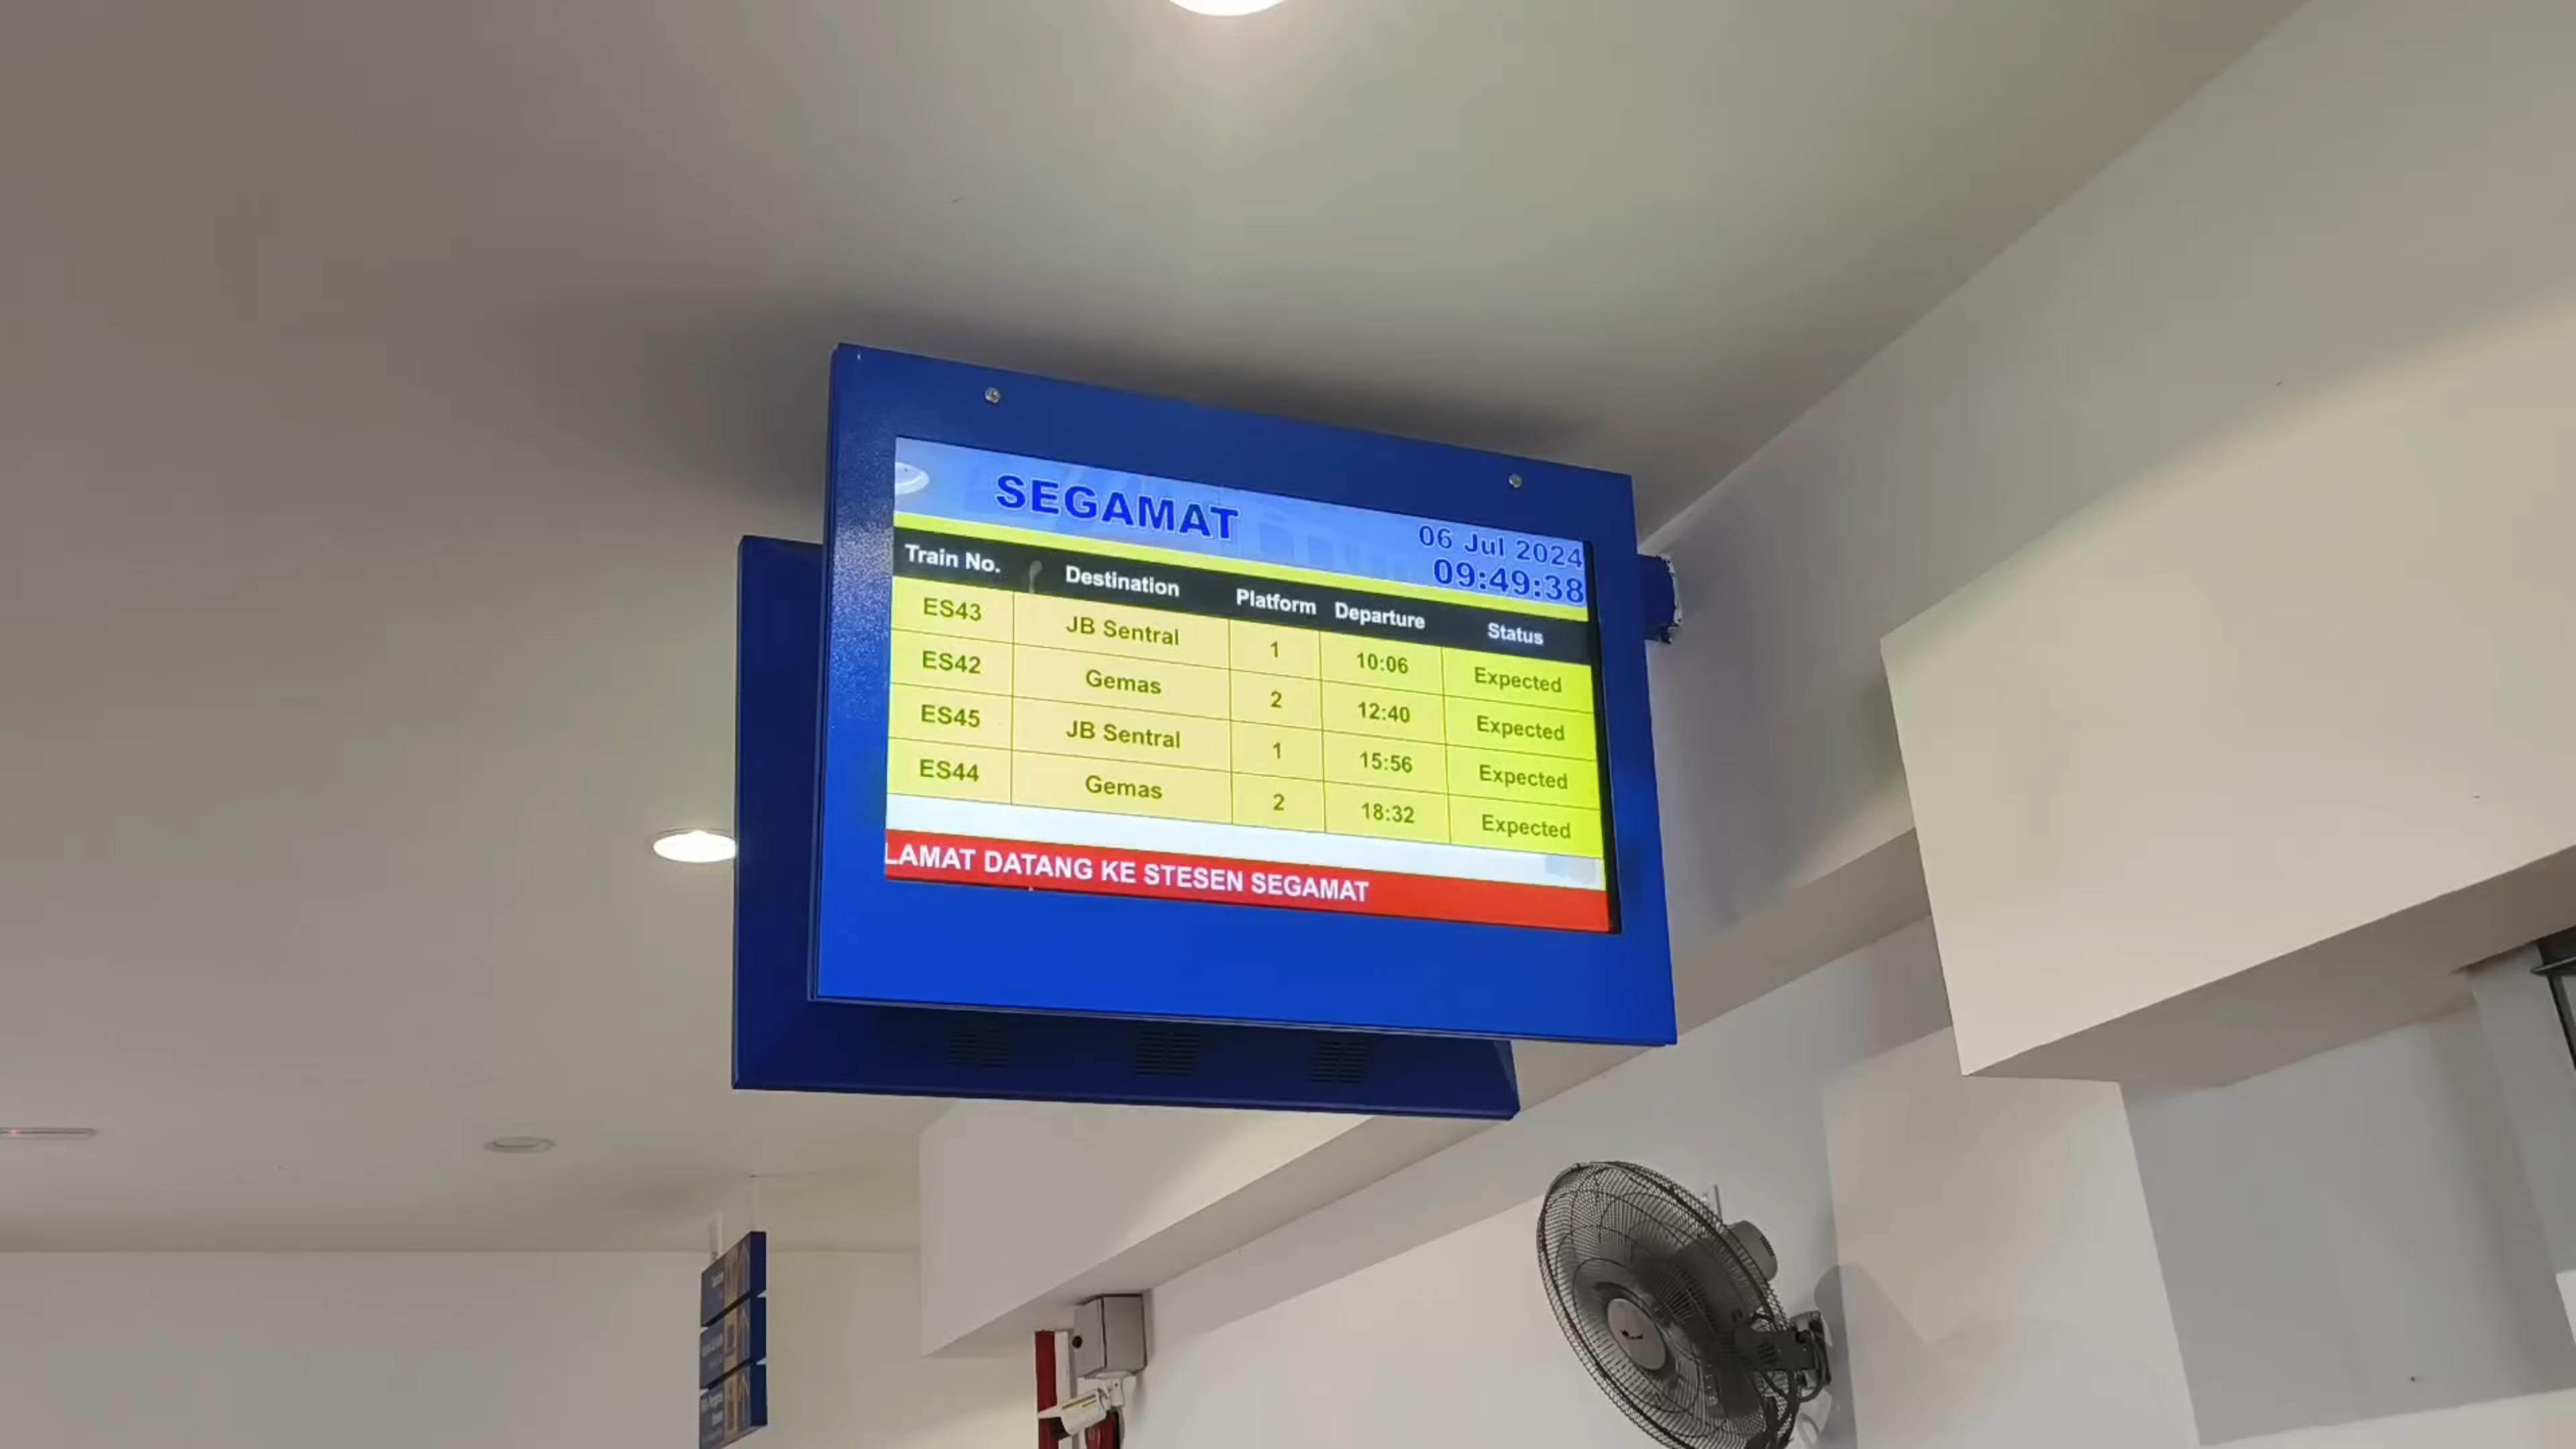 SEGAMAT
06 Jul 2024
09:49:38
Train No. Destination Platform Departure Status
ES43 JB Sentral 1 10:06 Expected
ES42 Gemas 2 12:40 Expected
ES45 JB Sentral 1 15:56 Expected
ES44 Gemas 2 18:32 Expected
LAMAT DATANG KE STESEN SEGAMAT